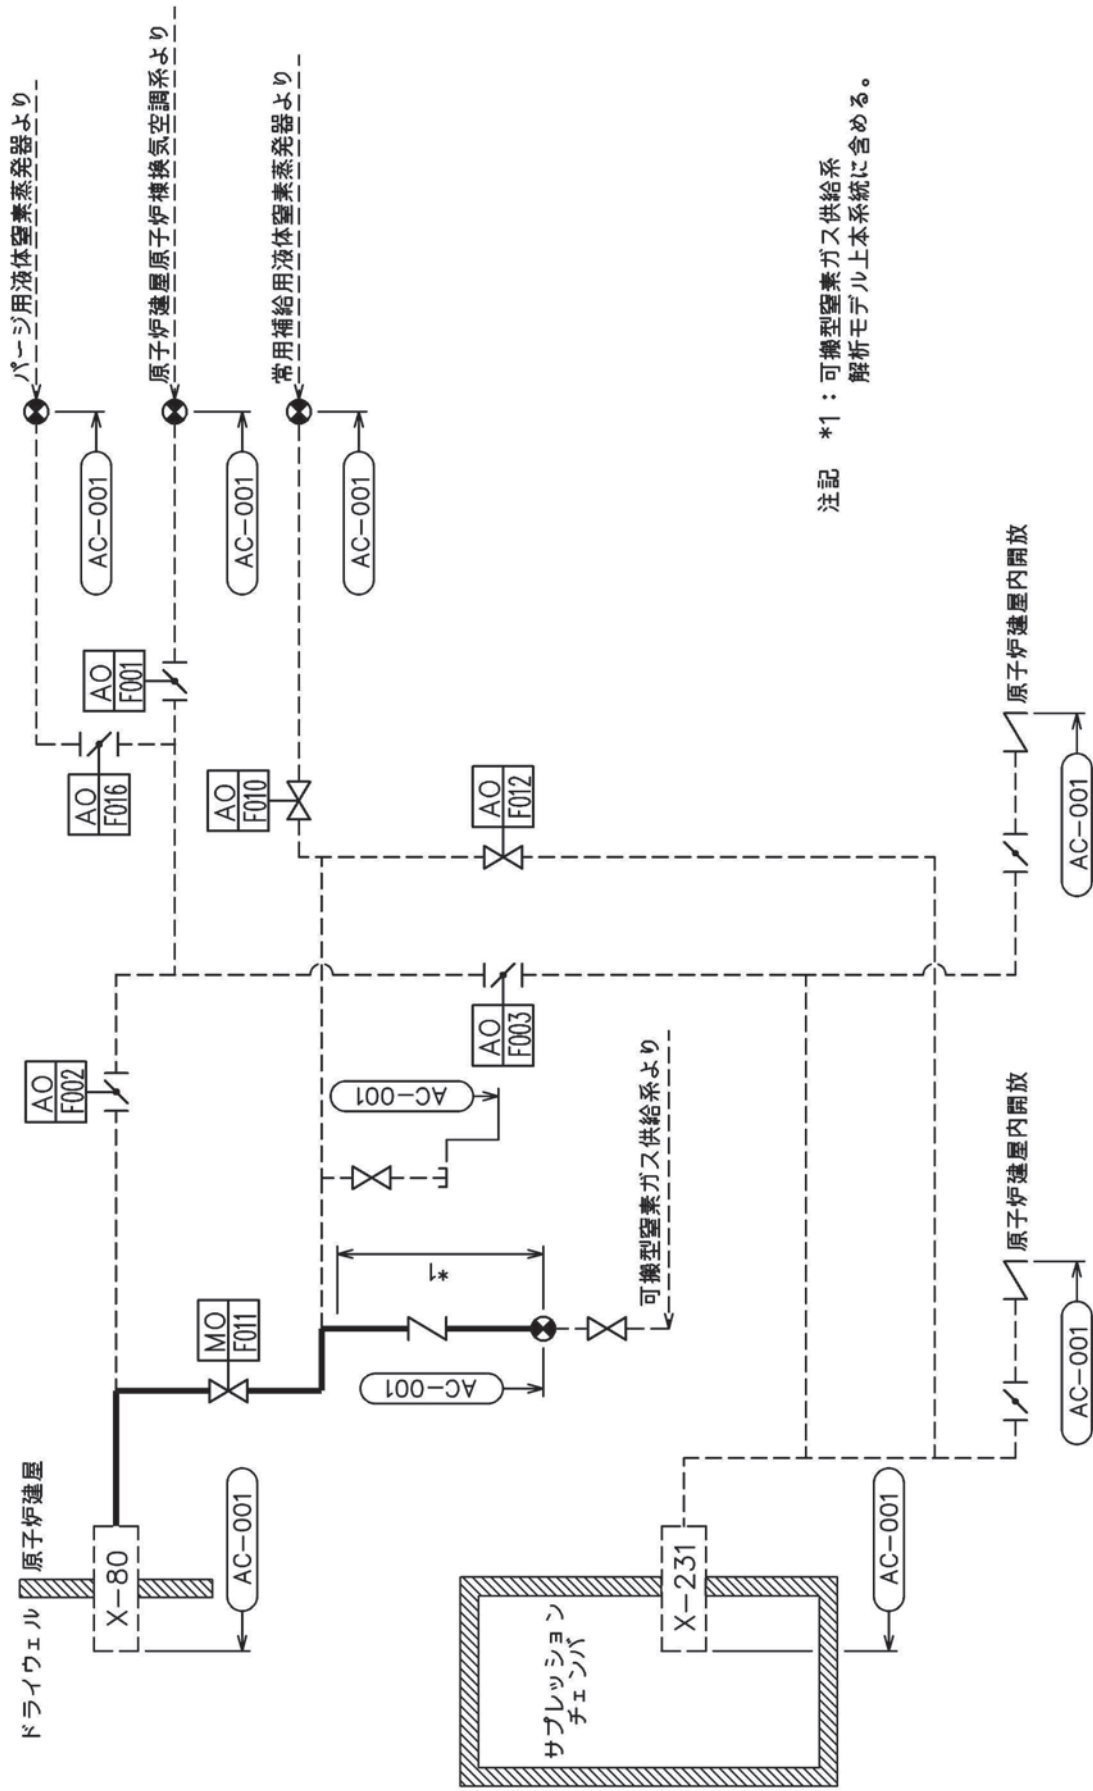 ドライウェル
原子炉建屋
X-80
AC-001
MO
F011
AO
F002
AO
F016
AO
F001
パージ用液体窒素蒸発器より
AC-001
原子炉建屋原子炉棟換気空調系より
AC-001
AO
F010
常用補給用液体窒素蒸発器より
AC-001
AC-001
*1
AC-001
可搬型窒素ガス供給系より
AO
F003
AO
F012
サプレッション
チェンバ
X-231
AC-001
原子炉建屋内開放
AC-001
原子炉建屋内開放
AC-001
注記 *1:可搬型窒素ガス供給系
解析モデル上本系統に含める。